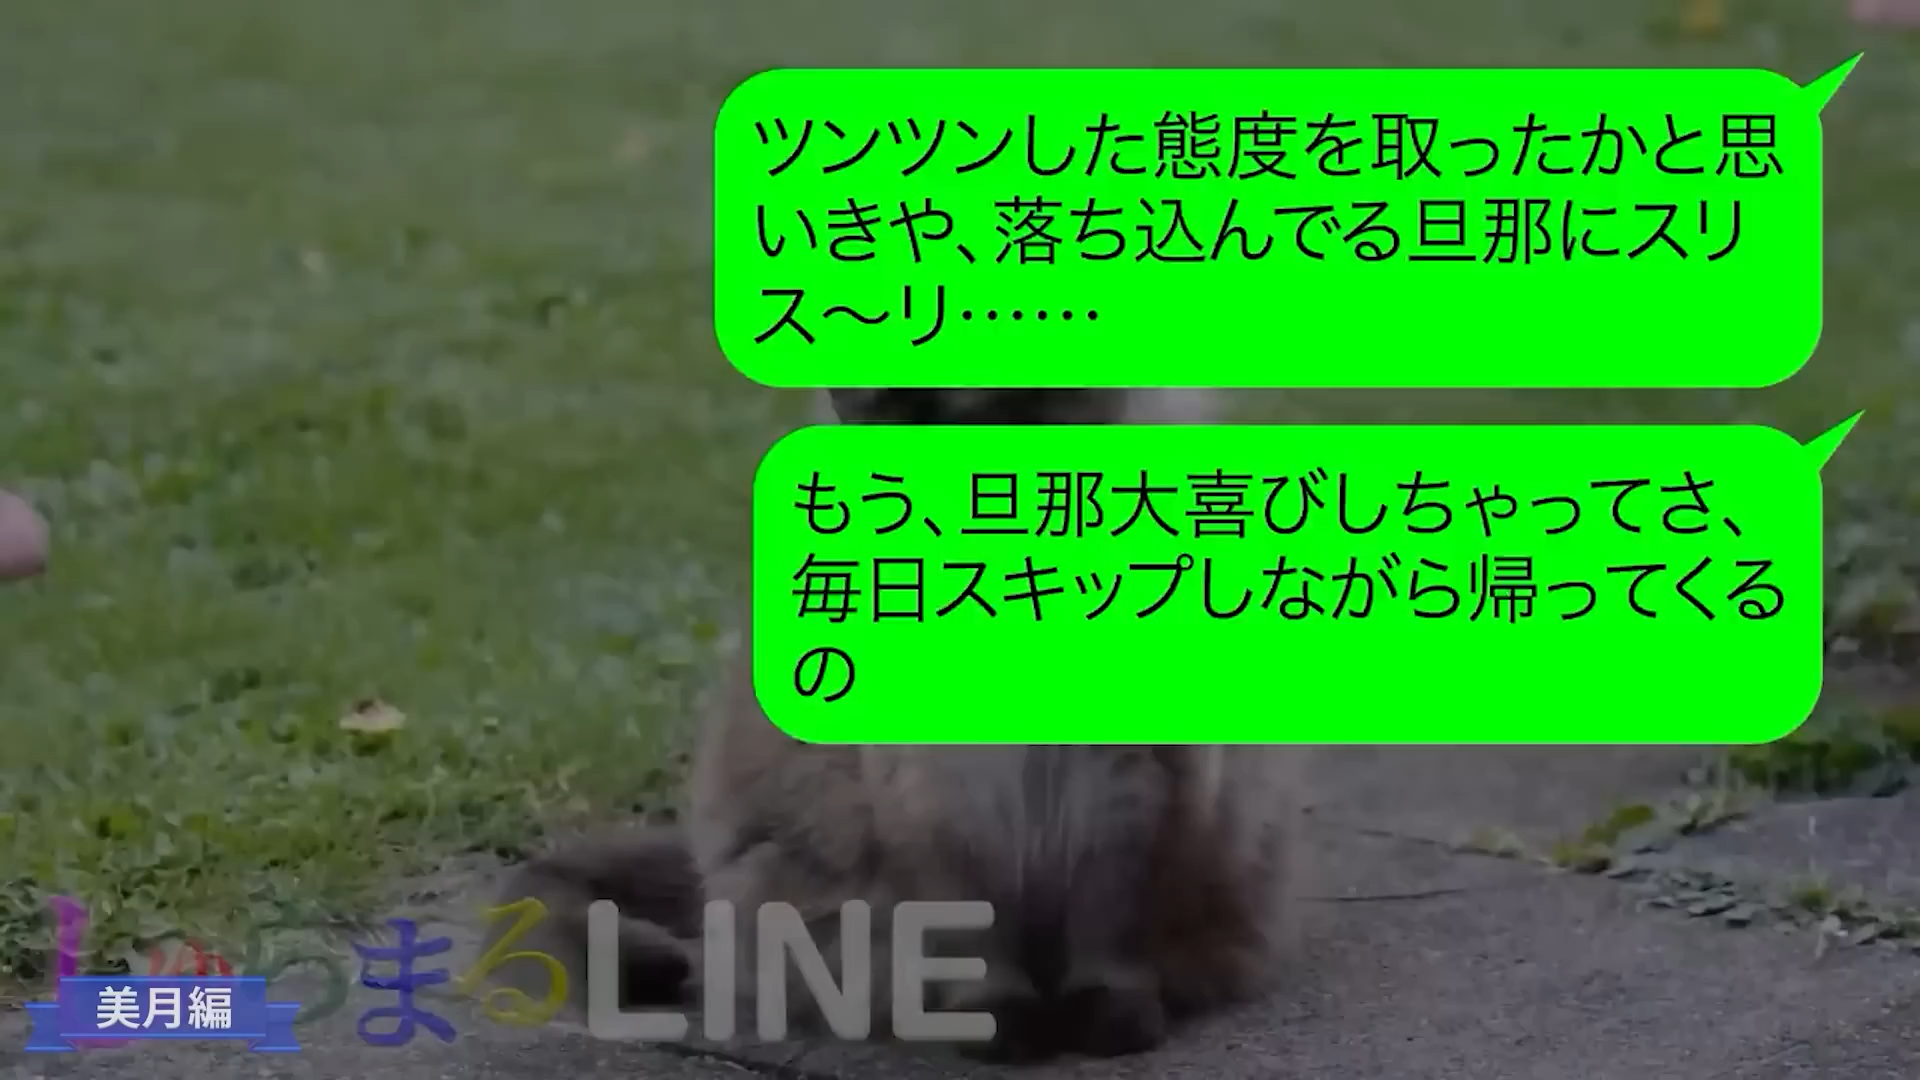 ツンツンした態度を取ったかと思
いきや、落ち込んでる旦那にスリ
ス〜リ……
もう、旦那大喜びしちゃってさ、
毎日スキップしながら帰ってくる
の
しゅらまるLINE
美月編